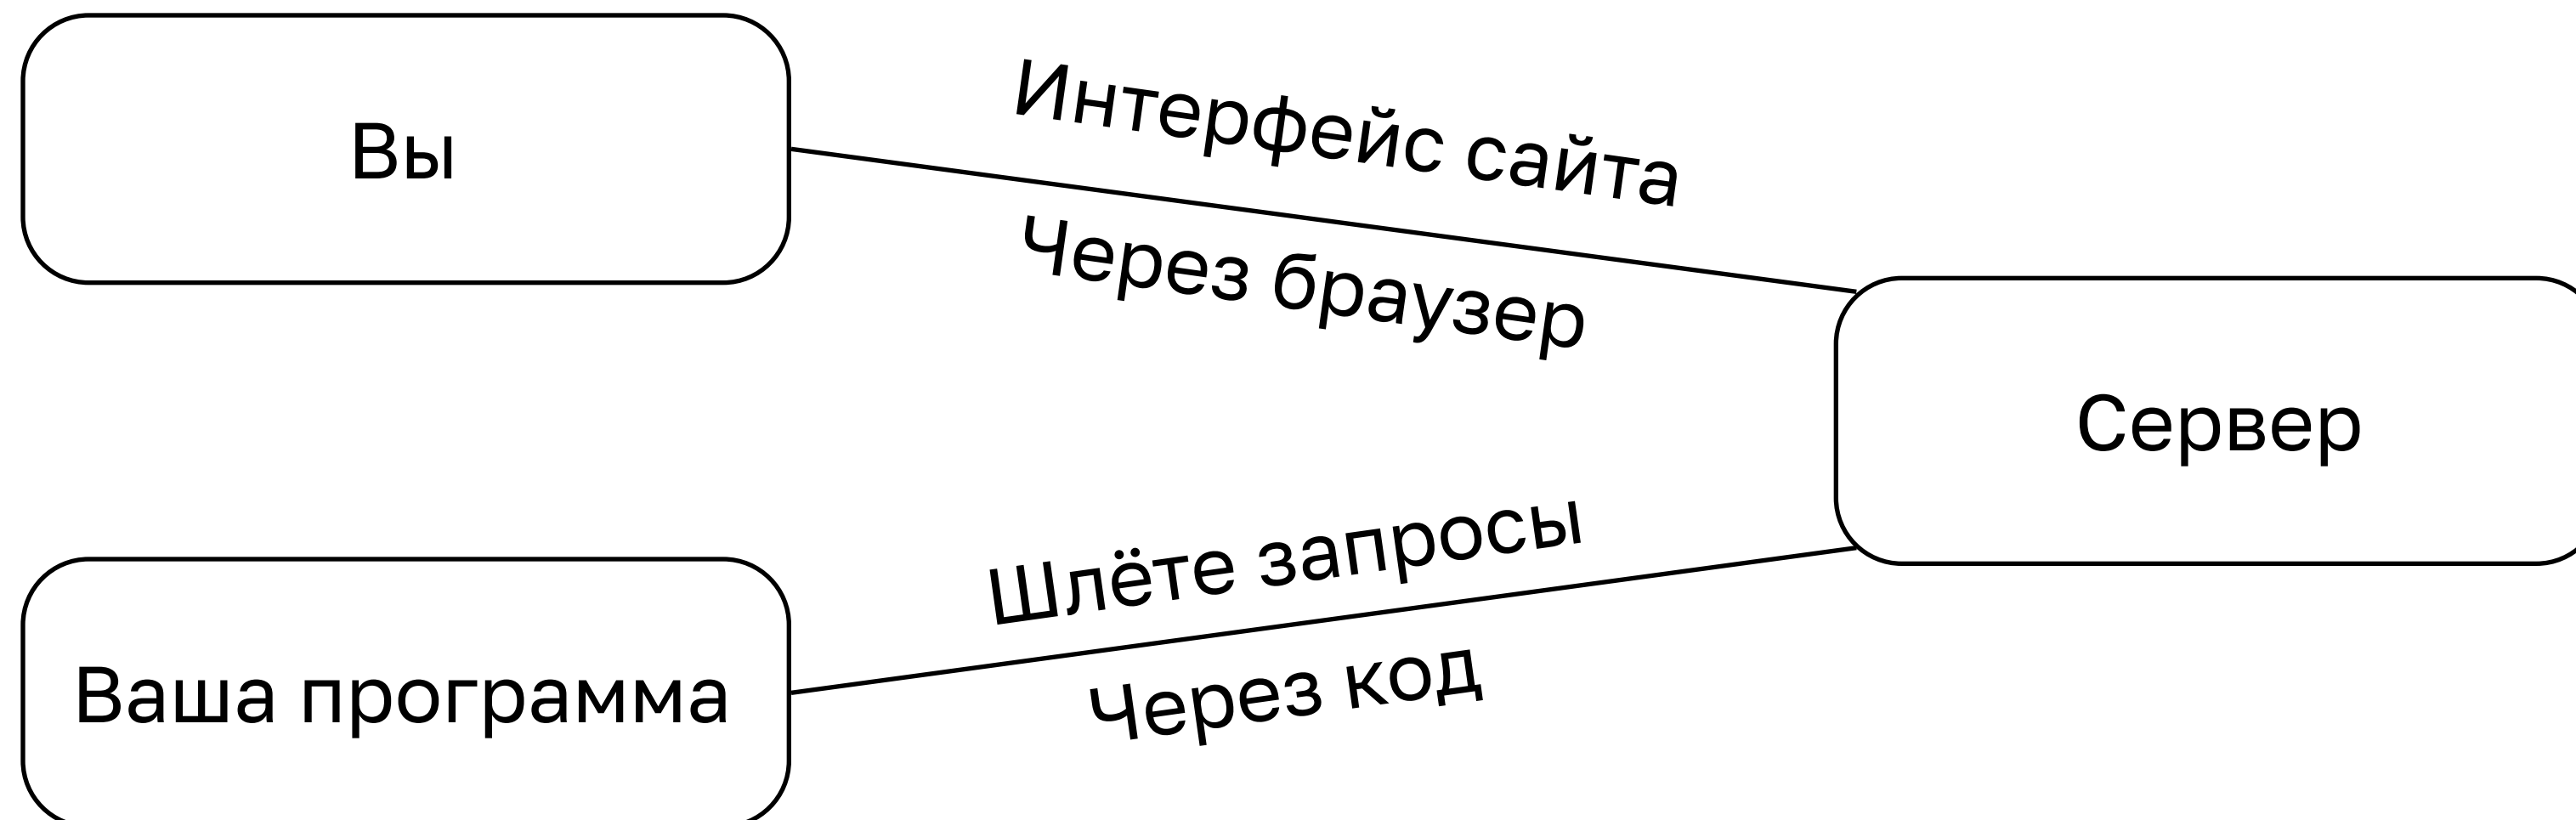 Вы
Интерфейс сайта
Через браузер
Сервер
Шлёте запросы
Через код
Ваша программа